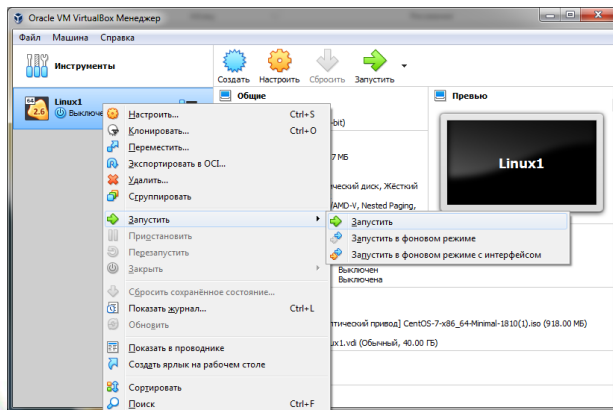 Oracle VM VirtualBox Менеджер
Файл Машина Справка
Инструменты
Создать Настроить Сбросить Запустить
64
2.6
Linux1
Выключе
Общие
Превью
Linux1
Настроить... Ctrl+S
Клонировать... Ctrl+O
Переместить...
Экспортировать в OCI...
Удалить...
Сгруппировать
Запустить
Приостановить
Перезапустить
Закрыть
Сбросить сохранённое состояние...
Показать журнал... Ctrl+L
Обновить
Показать в проводнике
Создать ярлык на рабочем столе
Сортировать
Поиск Ctrl+F
-bit)
7 МБ
ческий диск, Жёсткий
/AMD-V, Nested Paging,
Запустить
Запустить в фоновом режиме
Запустить в фоновом режиме с интерфейсом
Выключен
Выключена
птический привод] CentOS-7-x86_64-Minimal-1810(1).iso (918.00 МБ)
ux1.vdi (Обычный, 40.00 ГБ)